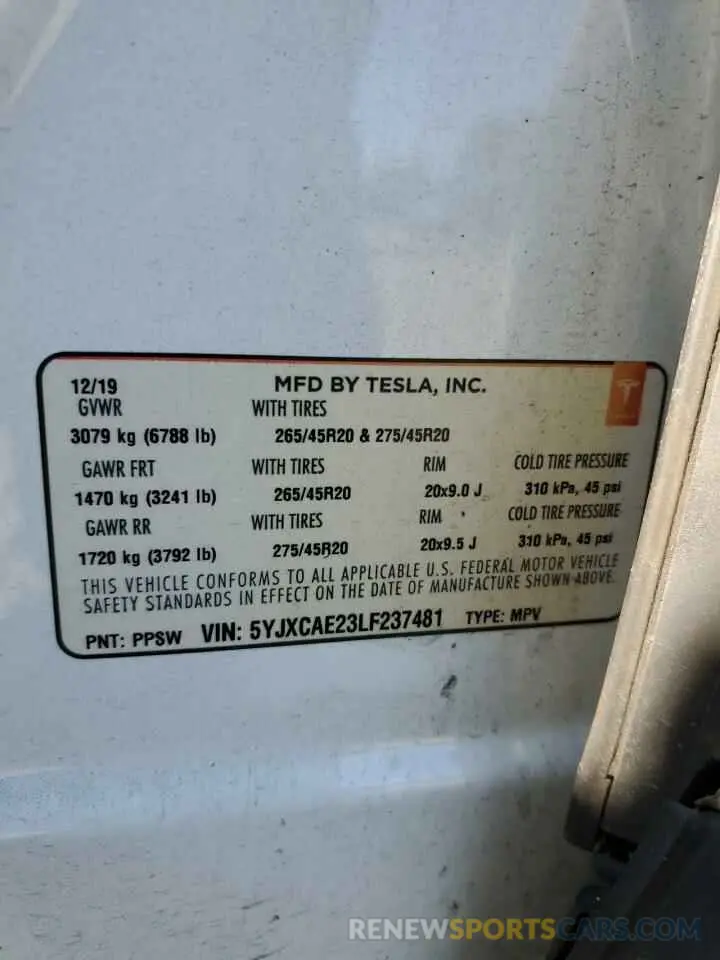 12/19 MFD BY TESLA, INC.
GVWR WITH TIRES
3079 kg (6788 lb) 265/45R20 & 275/45R20
GAWR FRT WITH TIRES RIM COLD TIRE PRESSURE
1470 kg (3241 lb) 265/45R20 20x9.0 J 310 kPa, 45 psi
GAWR RR WITH TIRES RIM COLD TIRE PRESSURE
1720 kg (3792 lb) 275/45R20 20x9.5 J 310 kPa, 45 psi
THIS VEHICLE CONFORMS TO ALL APPLICABLE U.S. FEDERAL MOTOR VEHICLE
SAFETY STANDARDS IN EFFECT ON THE DATE OF MANUFACTURE SHOWN ABOVE.
PNT: PPSW VIN: 5YJXCAE23LF237481 TYPE: MPV
RENEWSPORTSCARS.COM